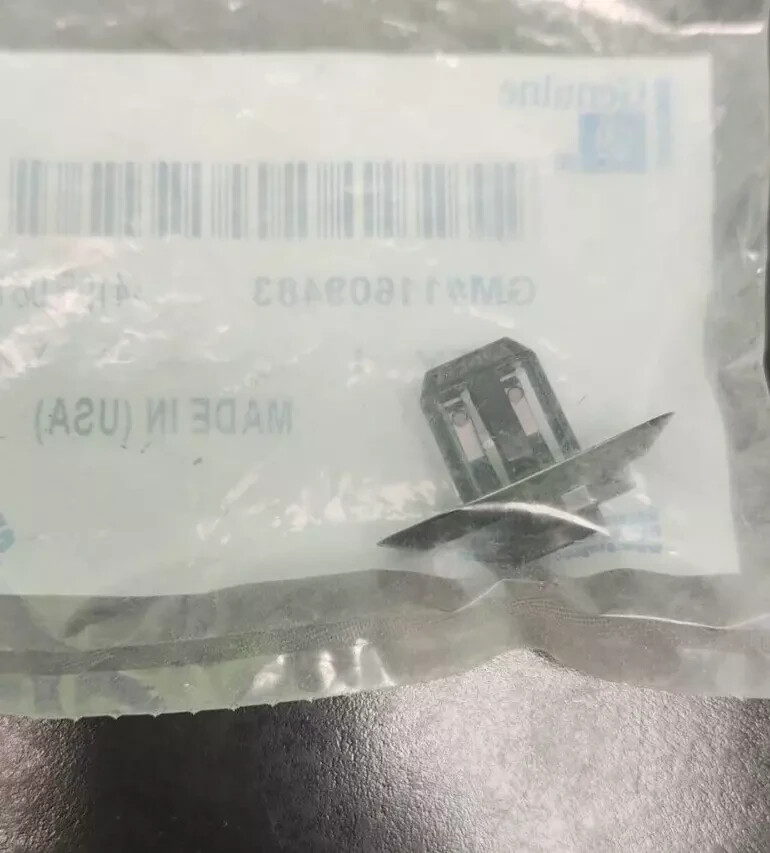 Genuine
GM#11609483
MADE IN (USA)